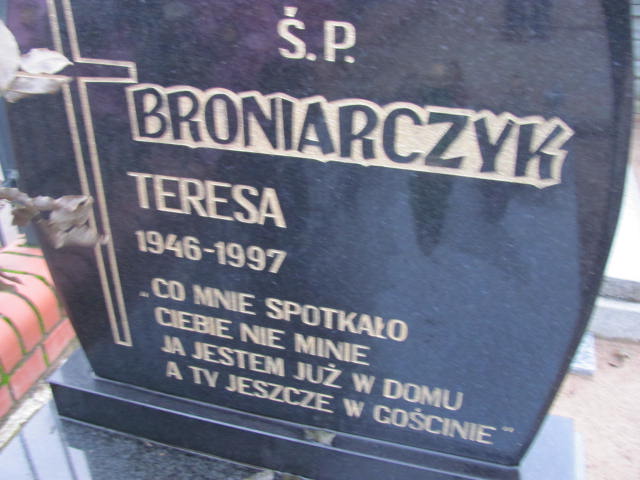 Ś.P.
BRONIARCZYK
TERESA
1946-1997
„CO MNIE SPOTKAŁO
CIEBIE NIE MINIE
JA JESTEM JUŻ W DOMU
A TY JESZCZE W GOŚCINIE"